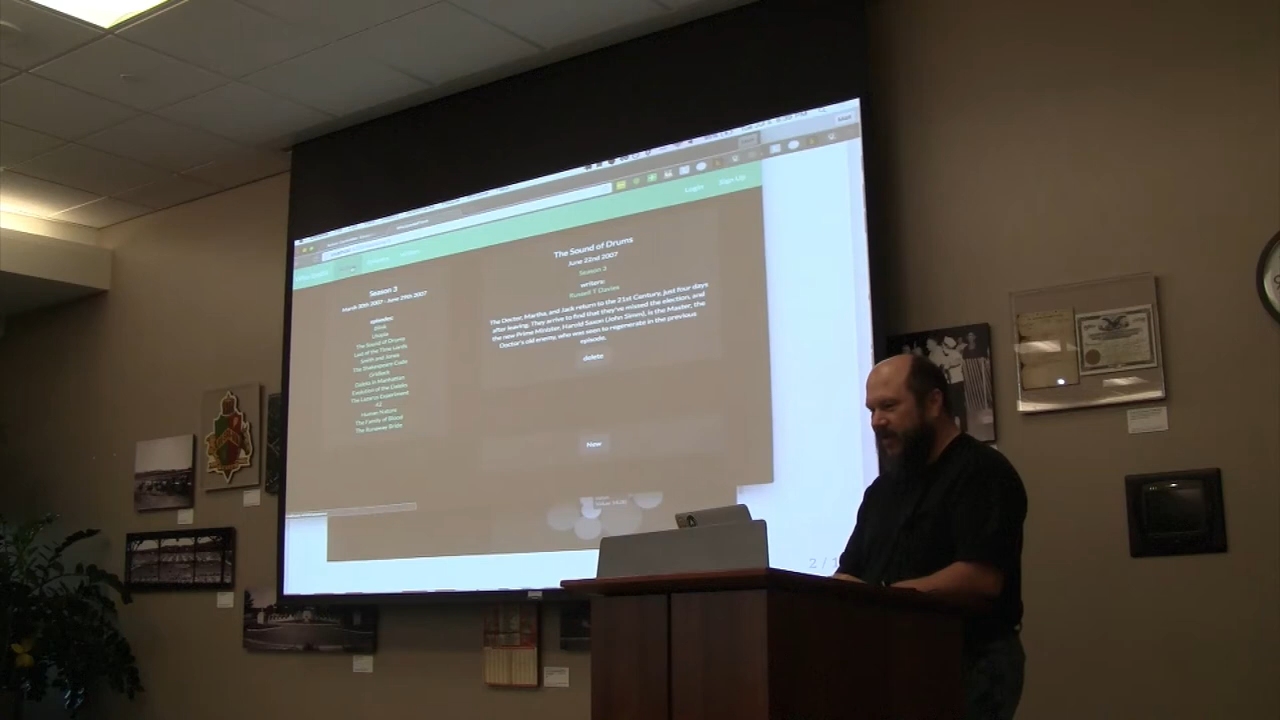 Login
Sign Up
Season 3
March 30th 2007 - June 29th 2007
episodes:
Blink
Utopia
The Sound of Drums
Last of the Time Lords
Smith and Jones
The Shakespeare Code
Gridlock
Daleks in Manhattan
Evolution of the Daleks
The Lazarus Experiment
42
Human Nature
The Family of Blood
The Runaway Bride
The Sound of Drums
June 22nd 2007
Season 3
writers:
Russell T Davies
The Doctor, Martha, and Jack return to the 21st Century, just four days
after leaving. They arrive to find that they've missed the election, and
the new Prime Minister, Harold Saxon (John Simm), is the Master, the
Doctor's old enemy, who was seen to regenerate in the previous
episode.
delete
New
2 / 1